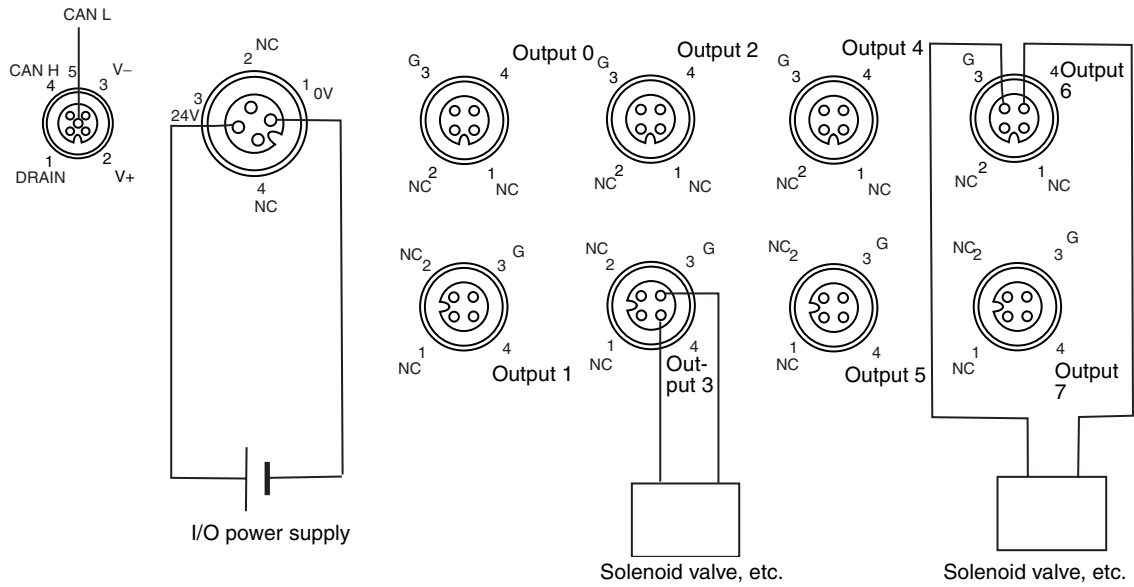 CAN L
CAN H 5 V–
4 3
1 2
DRAIN V+
NC
2
3 1
24V 0V
4
NC
G
3 4
Output 0
NC 2 1 NC
G
3 4
Output 2
NC 2 1 NC
G
3 4
Output 4
NC 2 1 NC
G
3 4
Output
6
NC 2 1 NC
NC 2 3 G
1 4
NC
Output 1
NC 2 3 G
1 4
NC
Out-
put 3
NC 2 3 G
1 4
NC
Output 5
NC 2 3 G
1 4
NC
Output
7
I/O power supply
Solenoid valve, etc.
Solenoid valve, etc.